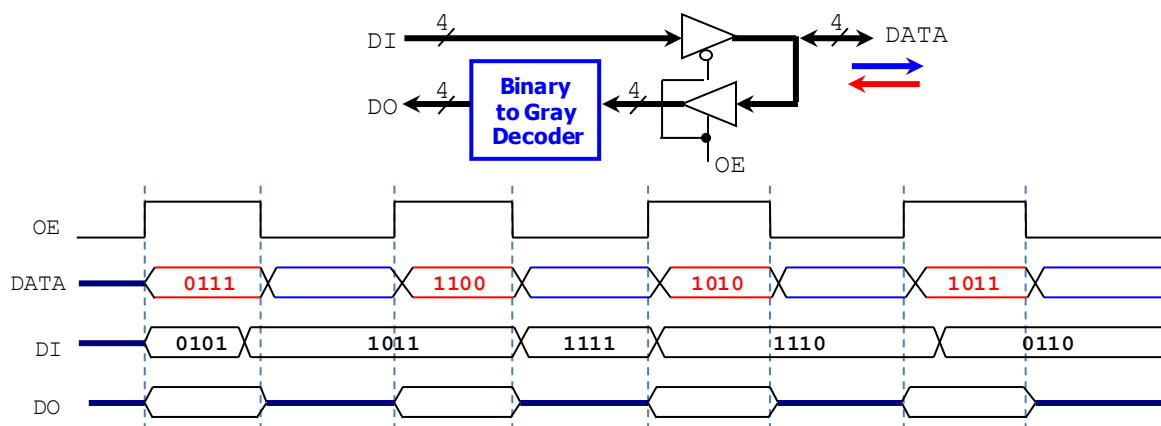 4
4
DI
DATA
Binary
to Gray
Decoder
4
4
DO
OE
OE
DATA
0111
1100
1010
1011
DI
0101
1011
1111
1110
0110
DO